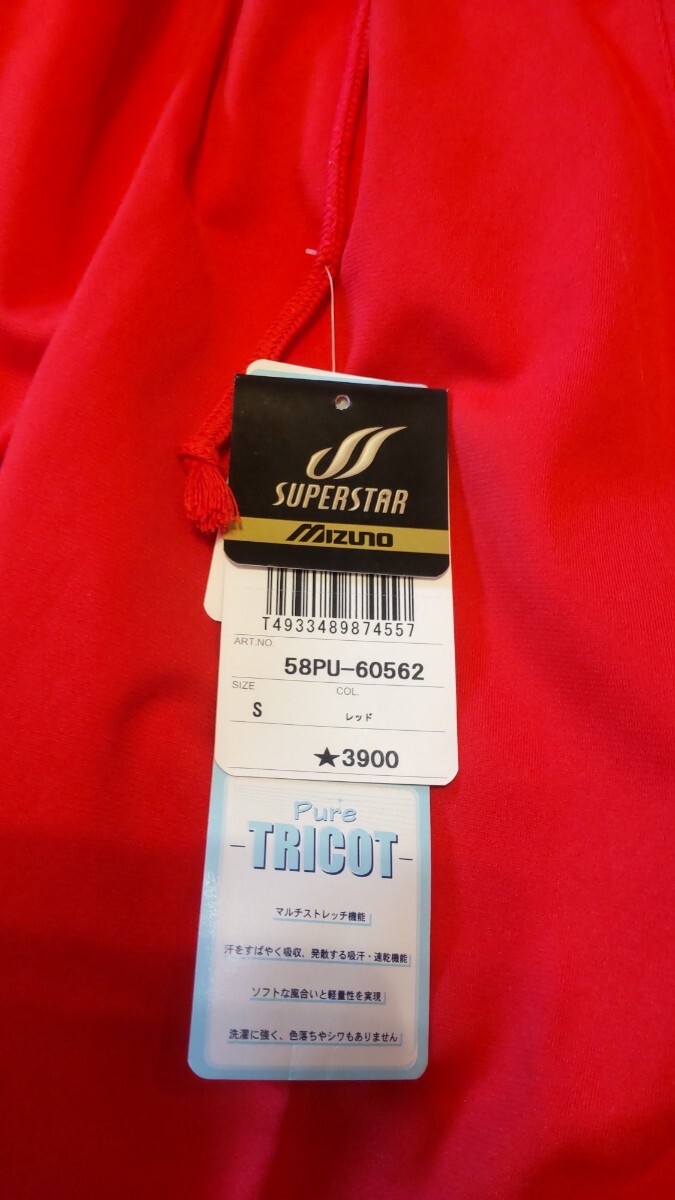 SUPERSTAR
MIZUNO
T4933489874557
ART.NO.
58PU-60562
SIZE
COL.
S
レッド
★3900
Pure
-TRICOT-
マルチストレッチ機能
汗をすばやく吸収、発散する吸汗・速乾機能
ソフトな風合いと軽量性を実現
洗濯に強く、色落ちやシワもありません